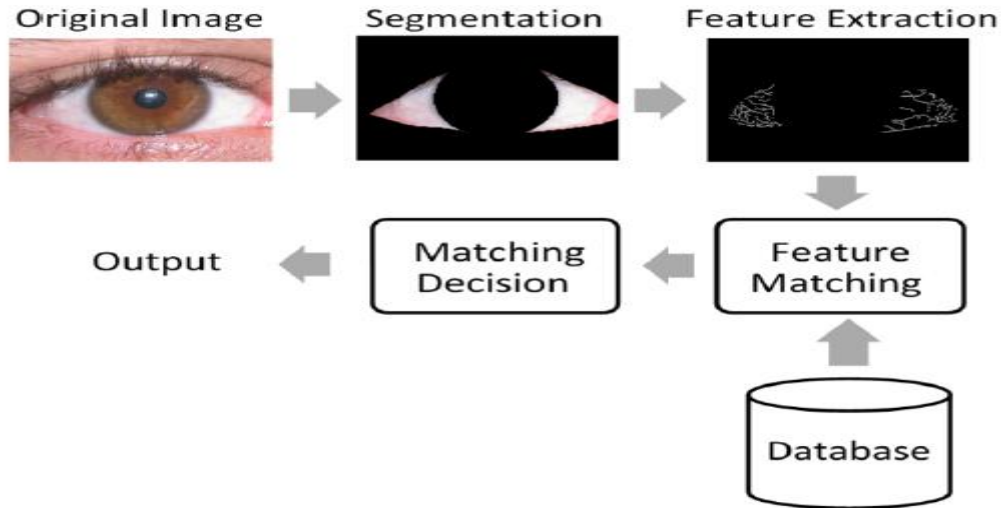 Original Image
Segmentation
Feature Extraction
Output
Matching
Decision
Feature
Matching
Database